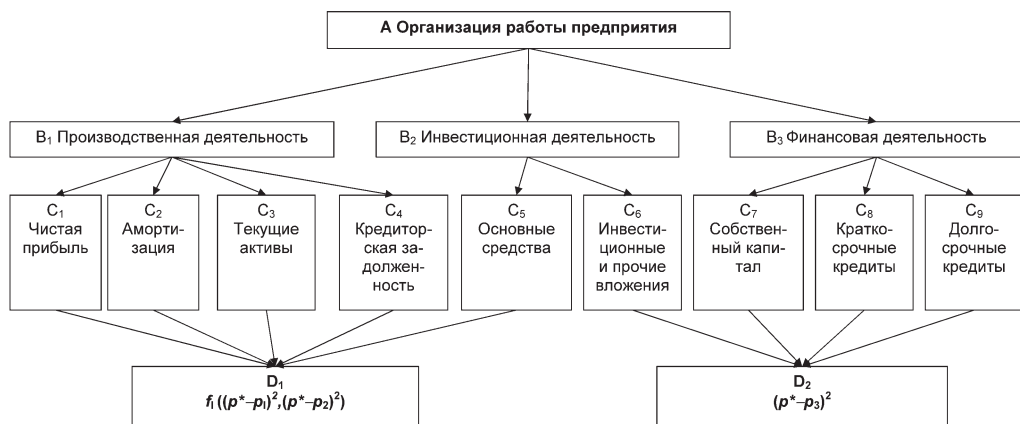 А Организация работы предприятия
B₁ Производственная деятельность
B₂ Инвестиционная деятельность
B₃ Финансовая деятельность
C₁
Чистая
прибыль
C₂
Аморти-
зация
C₃
Текущие
активы
C₄
Кредитор-
ская за-
должен-
ность
C₅
Основные
средства
C₆
Инвести-
ционные
и прочие
вложения
C₇
Собствен-
ный капи-
тал
C₈
Кратко-
срочные
кредиты
C₉
Долго-
срочные
кредиты
D₁
f₁ ((p*–p₁)²,(p*–p₂)²)
D₂
(p*–p₃)²